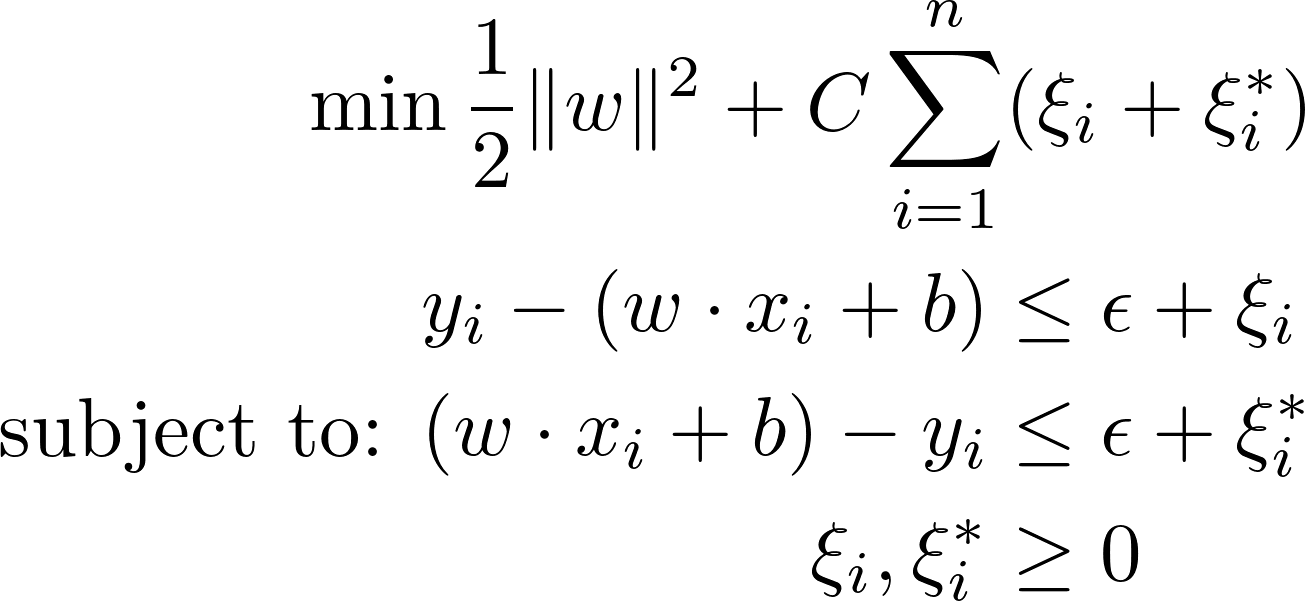 min 1/2 ‖w‖² + C ∑_{i=1}^{n} (ξ_i + ξ_i^*)
y_i − (w · x_i + b) ≤ ϵ + ξ_i
subject to: (w · x_i + b) − y_i ≤ ϵ + ξ_i^*
ξ_i, ξ_i^* ≥ 0